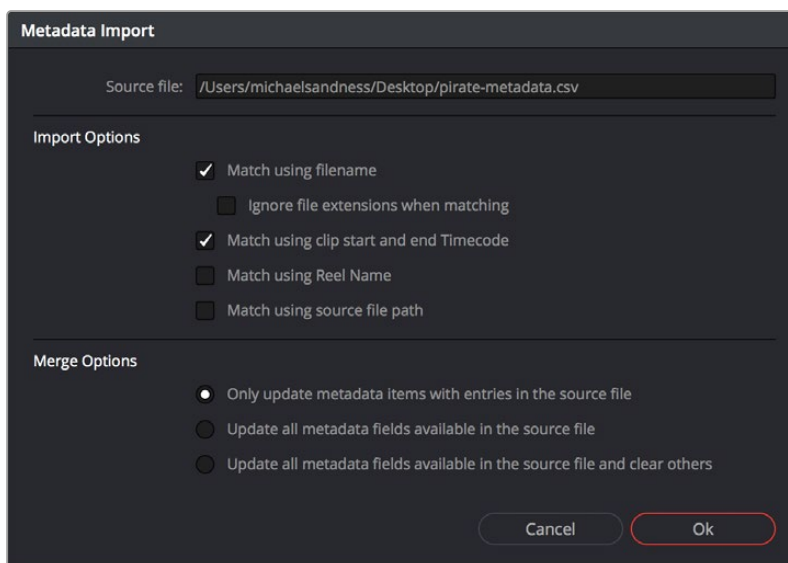 Metadata Import
Source file: /Users/michaelsandness/Desktop/pirate-metadata.csv
Import Options
Match using filename
Ignore file extensions when matching
Match using clip start and end Timecode
Match using Reel Name
Match using source file path
Merge Options
Only update metadata items with entries in the source file
Update all metadata fields available in the source file
Update all metadata fields available in the source file and clear others
Cancel Ok